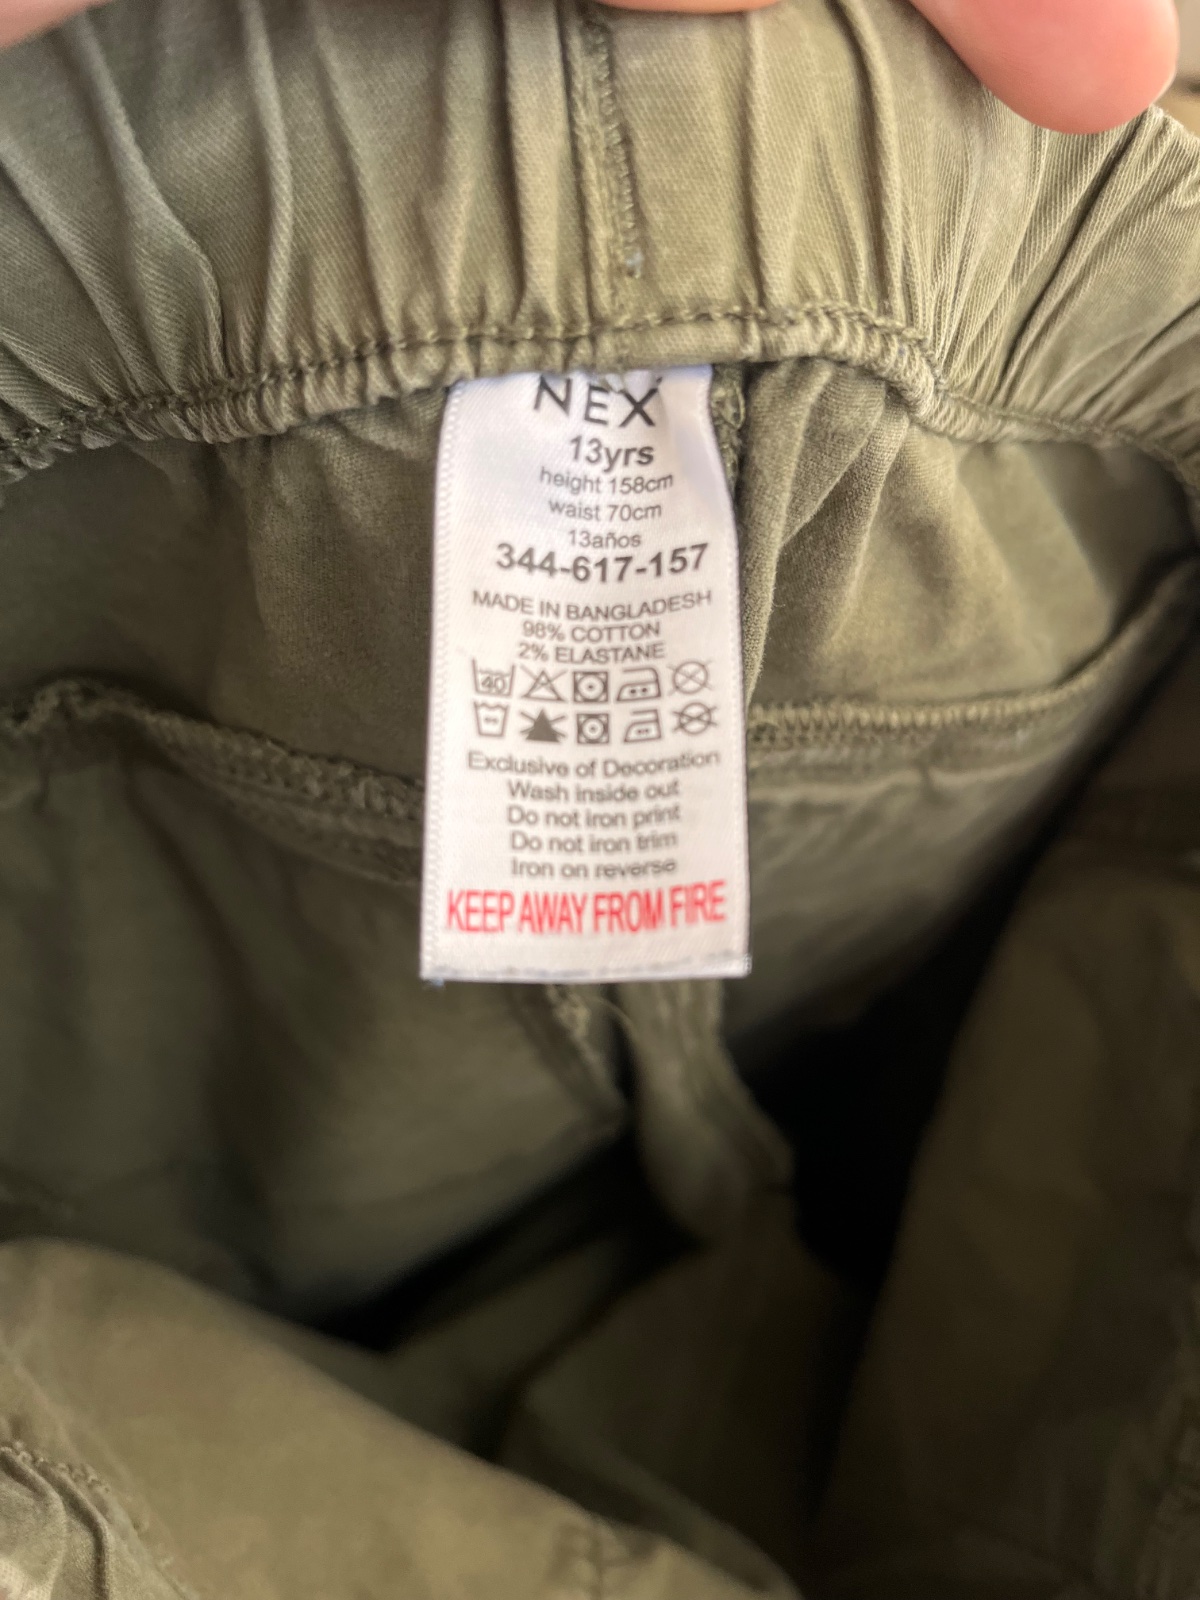 NEX
13yrs
height 158cm
waist 70cm
13años
344-617-157
MADE IN BANGLADESH
98% COTTON
2% ELASTANE
40
Exclusive of Decoration
Wash inside out
Do not iron print
Do not iron trim
Iron on reverse
KEEP AWAY FROM FIRE